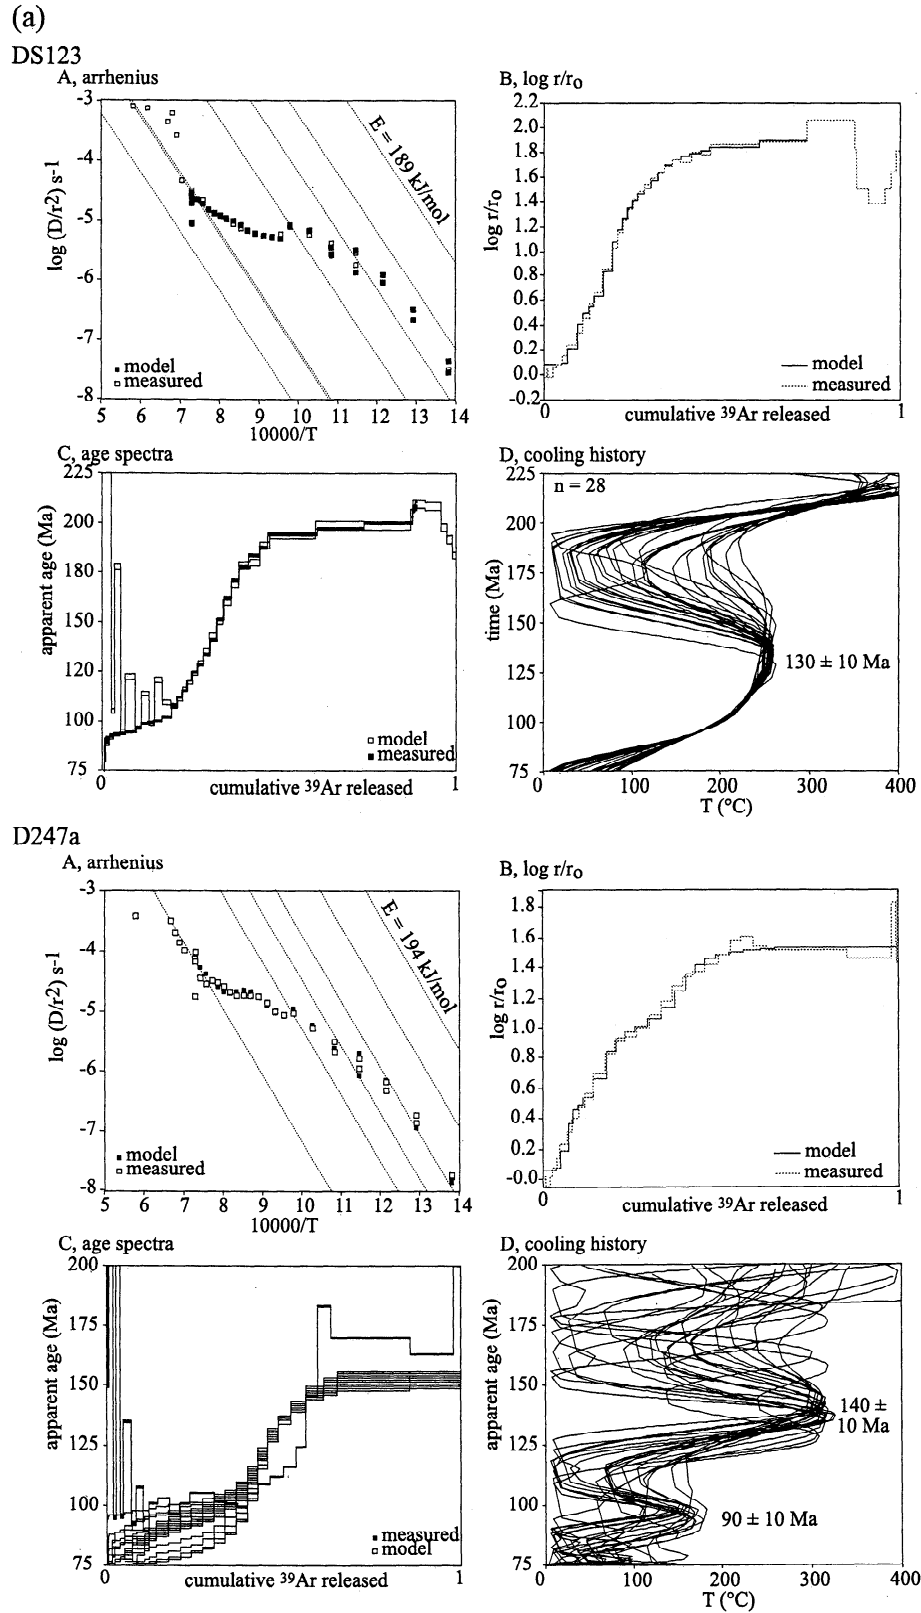 (a)
DS123
A, arrhenius
-3
-4
-5
-6
-7
-8
log (D/r2) s-1
E = 189 kJ/mol
model
measured
5 6 7 8 9 10 11 12 13 14
10000/T
B, log r/ro
2.2
2.0
1.8
1.6
1.4
1.2
1.0
0.8
0.6
0.4
0.2
0.0
-0.2
log r/ro
model
measured
0 1
cumulative 39Ar released
C, age spectra
225
200
180
150
120
100
75
apparent age (Ma)
model
measured
0 1
cumulative 39Ar released
D, cooling history
n = 28
225
200
175
150
125
100
75
time (Ma)
130 ± 10 Ma
0 100 200 300 400
T (°C)
D247a
A, arrhenius
-3
-4
-5
-6
-7
-8
log (D/r2) s-1
E = 194 kJ/mol
model
measured
5 6 7 8 9 10 11 12 13 14
10000/T
B, log r/ro
1.8
1.6
1.4
1.2
1.0
0.8
0.6
0.4
0.2
-0.0
log r/ro
model
measured
0 1
cumulative 39Ar released
C, age spectra
200
175
150
125
100
75
apparent age (Ma)
measured
model
0 1
cumulative 39Ar released
D, cooling history
200
175
150
125
100
75
apparent age (Ma)
140 ±
10 Ma
90 ± 10 Ma
0 100 200 300 400
T (°C)